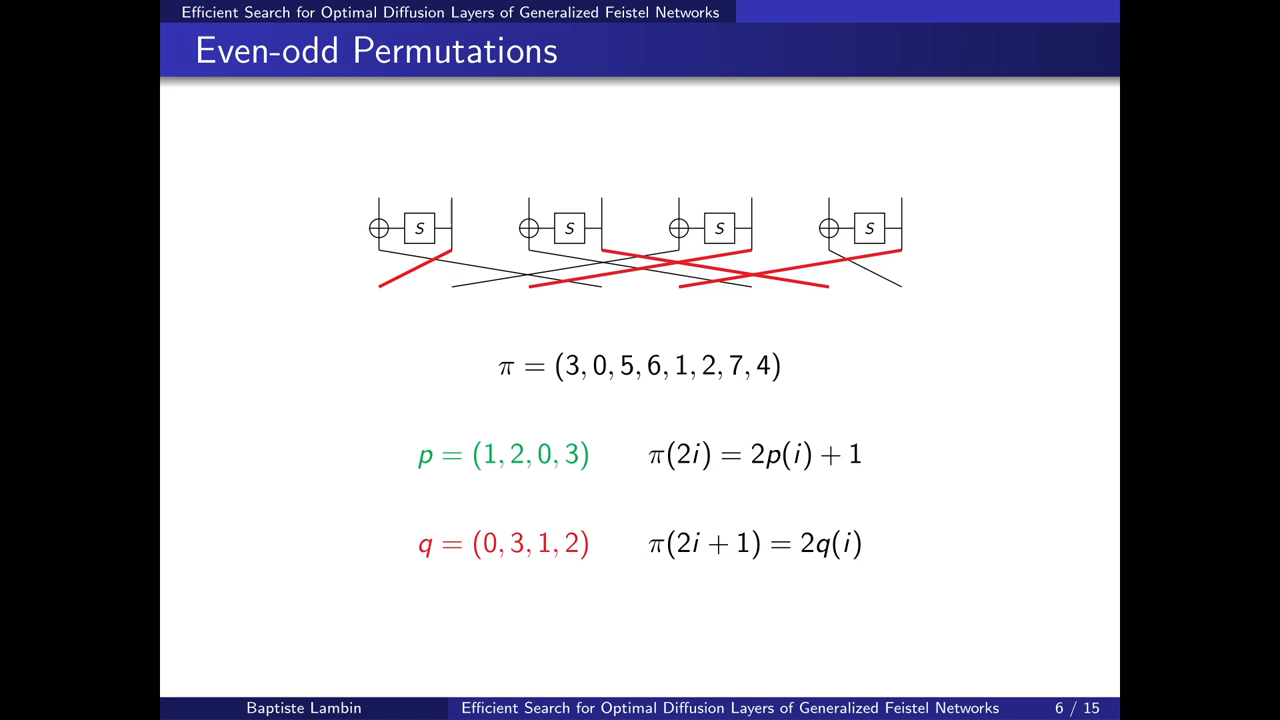 Efficient Search for Optimal Diffusion Layers of Generalized Feistel Networks
Even-odd Permutations
S S S S
π = (3, 0, 5, 6, 1, 2, 7, 4)
p = (1, 2, 0, 3) π(2i) = 2p(i) + 1
q = (0, 3, 1, 2) π(2i + 1) = 2q(i)
Baptiste Lambin Efficient Search for Optimal Diffusion Layers of Generalized Feistel Networks 6 / 15